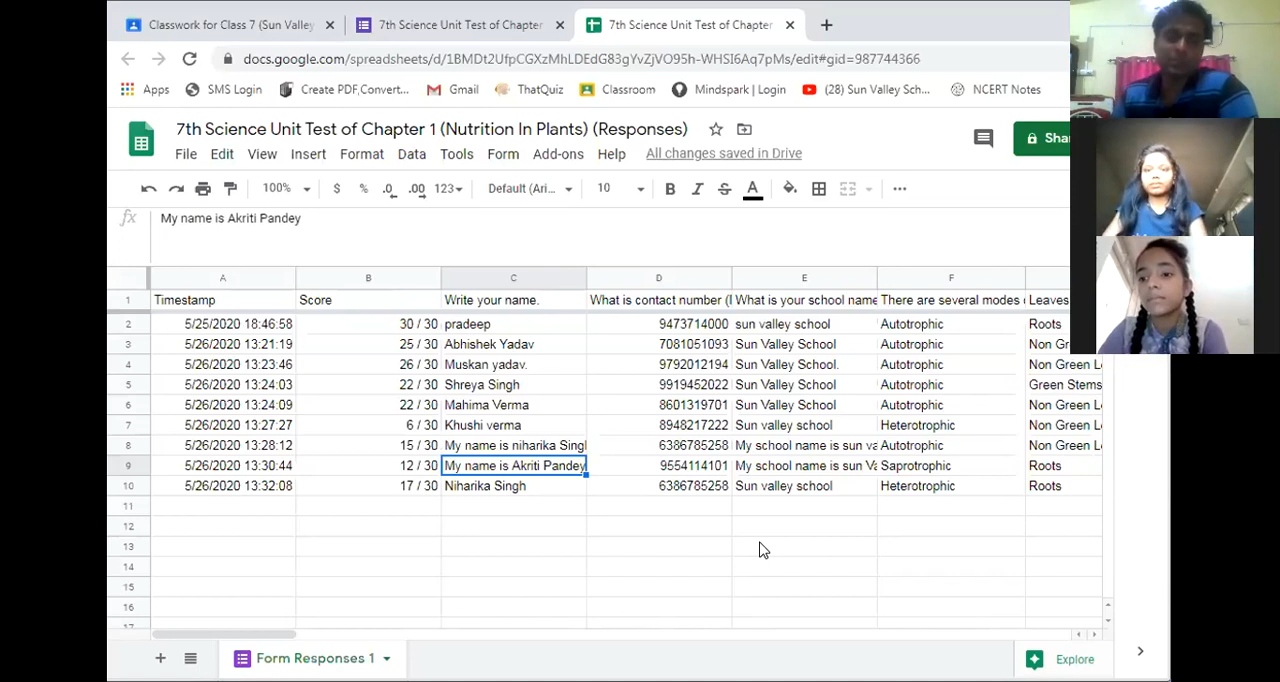 Classwork for Class 7 (Sun Valley
7th Science Unit Test of Chapter
7th Science Unit Test of Chapter
docs.google.com/spreadsheets/d/1BMDt2UfpCGXzMhLDEdG83gYvZjVO95h-WHSI6Aq7pMs/edit#gid=987744366
Apps SMS Login Create PDF,Convert... Gmail ThatQuiz Classroom Mindspark | Login (28) Sun Valley Sch... NCERT Notes
7th Science Unit Test of Chapter 1 (Nutrition In Plants) (Responses)
Shar
File Edit View Insert Format Data Tools Form Add-ons Help All changes saved in Drive
100% $ % .0 .00 123 Default (Ari... 10 B I S A
fx My name is Akriti Pandey
A B C D E F
1 Timestamp Score Write your name. What is contact number ( What is your school name There are several modes Leaves
2 5/25/2020 18:46:58 30 / 30 pradeep 9473714000 sun valley school Autotrophic Roots
3 5/26/2020 13:21:19 25 / 30 Abhishek Yadav 7081051093 Sun Valley School Autotrophic Non Gr
4 5/26/2020 13:23:46 26 / 30 Muskan yadav. 9792012194 Sun Valley School. Autotrophic Non Gr
5 5/26/2020 13:24:03 22 / 30 Shreya Singh 9919452022 Sun Valley School Autotrophic Green Stems
6 5/26/2020 13:24:09 22 / 30 Mahima Verma 8601319701 Sun Valley School Autotrophic Non Green L
7 5/26/2020 13:27:27 6 / 30 Khushi verma 8948217222 Sun valley school Heterotrophic Non Green L
8 5/26/2020 13:28:12 15 / 30 My name is niharika Singl 6386785258 My school name is sun va Autotrophic Non Green L
9 5/26/2020 13:30:44 12 / 30 My name is Akriti Pandey 9554114101 My school name is sun Va Saprotrophic Roots
10 5/26/2020 13:32:08 17 / 30 Niharika Singh 6386785258 Sun valley school Heterotrophic Roots
11
12
13
14
15
16
17
Form Responses 1 Explore